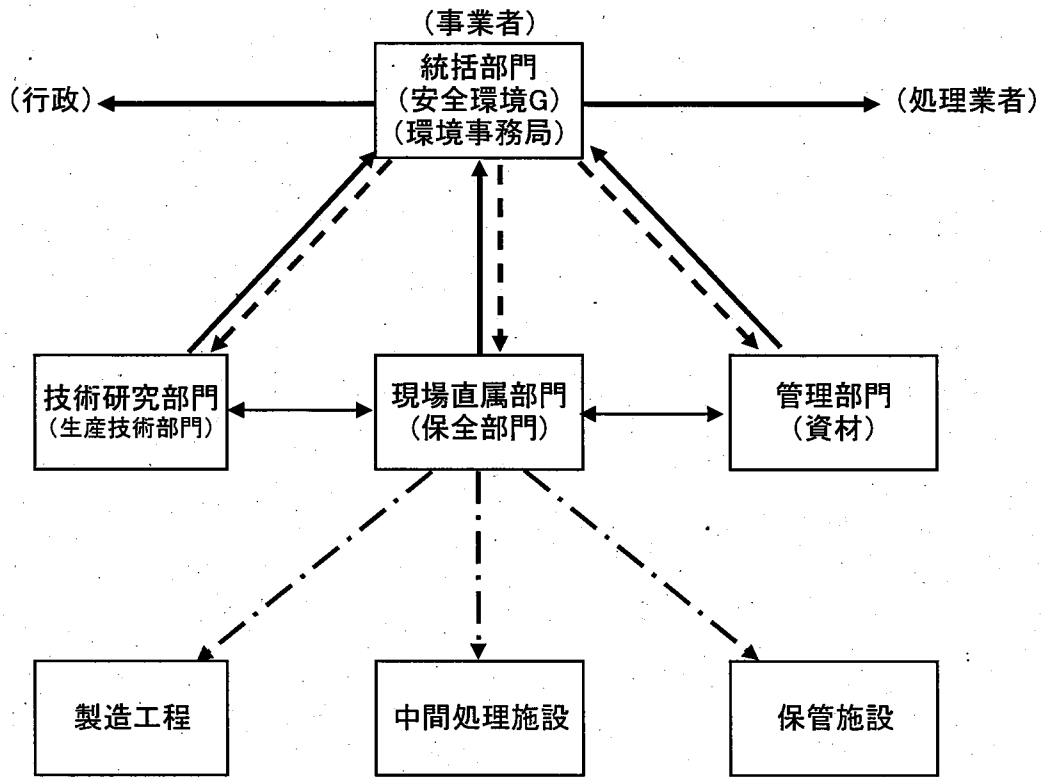 （事業者）
統括部門
（安全環境G）
（環境事務局）
（行政）
（処理業者）
技術研究部門
（生産技術部門）
現場直属部門
（保全部門）
管理部門
（資材）
製造工程
中間処理施設
保管施設